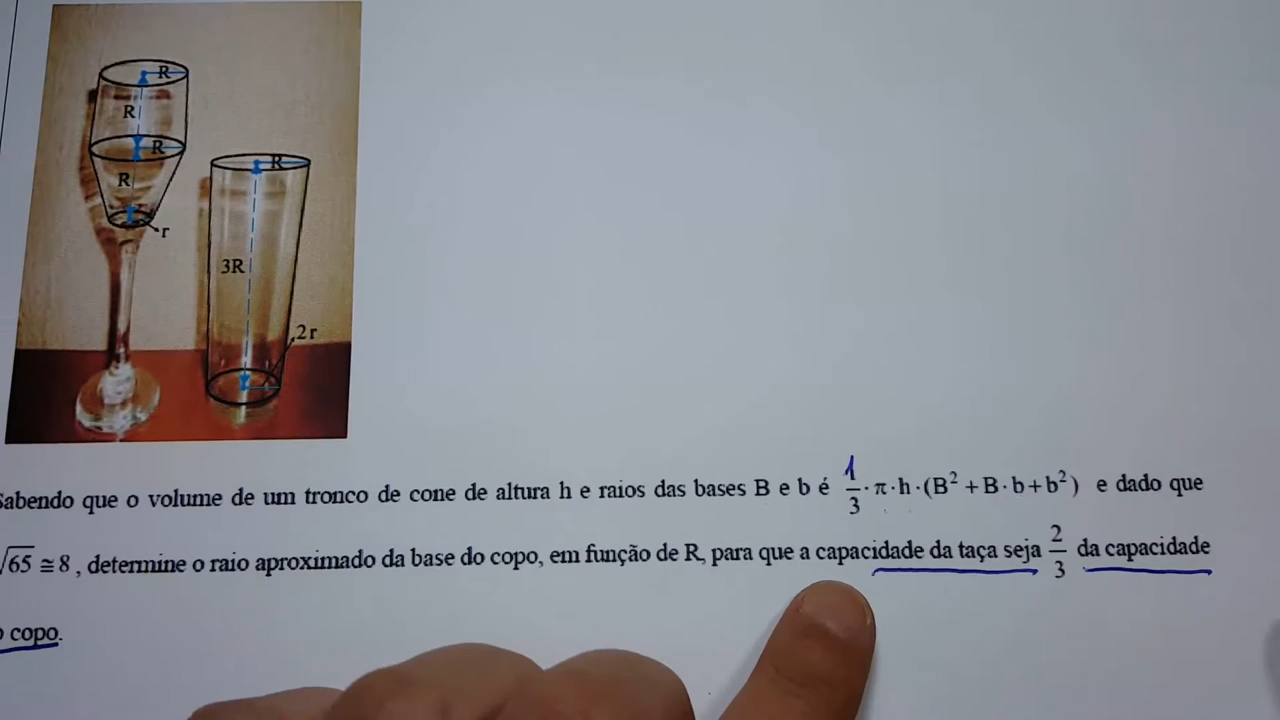 R
R
R
R
r
R
3R
2r
Sabendo que o volume de um tronco de cone de altura h e raios das bases B e b é 1/3 · π · h · (B² + B · b + b²) e dado que
√65 ≅ 8 , determine o raio aproximado da base do copo, em função de R, para que a capacidade da taça seja 2/3 da capacidade
o copo.